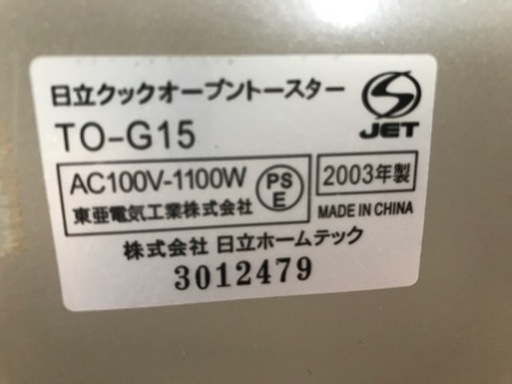 日立クックオーブントースター
TO-G15
S
JET
AC100V-1100W
東亜電気工業株式会社
PS
E
2003年製
MADE IN CHINA
株式会社 日立ホームテック
3012479